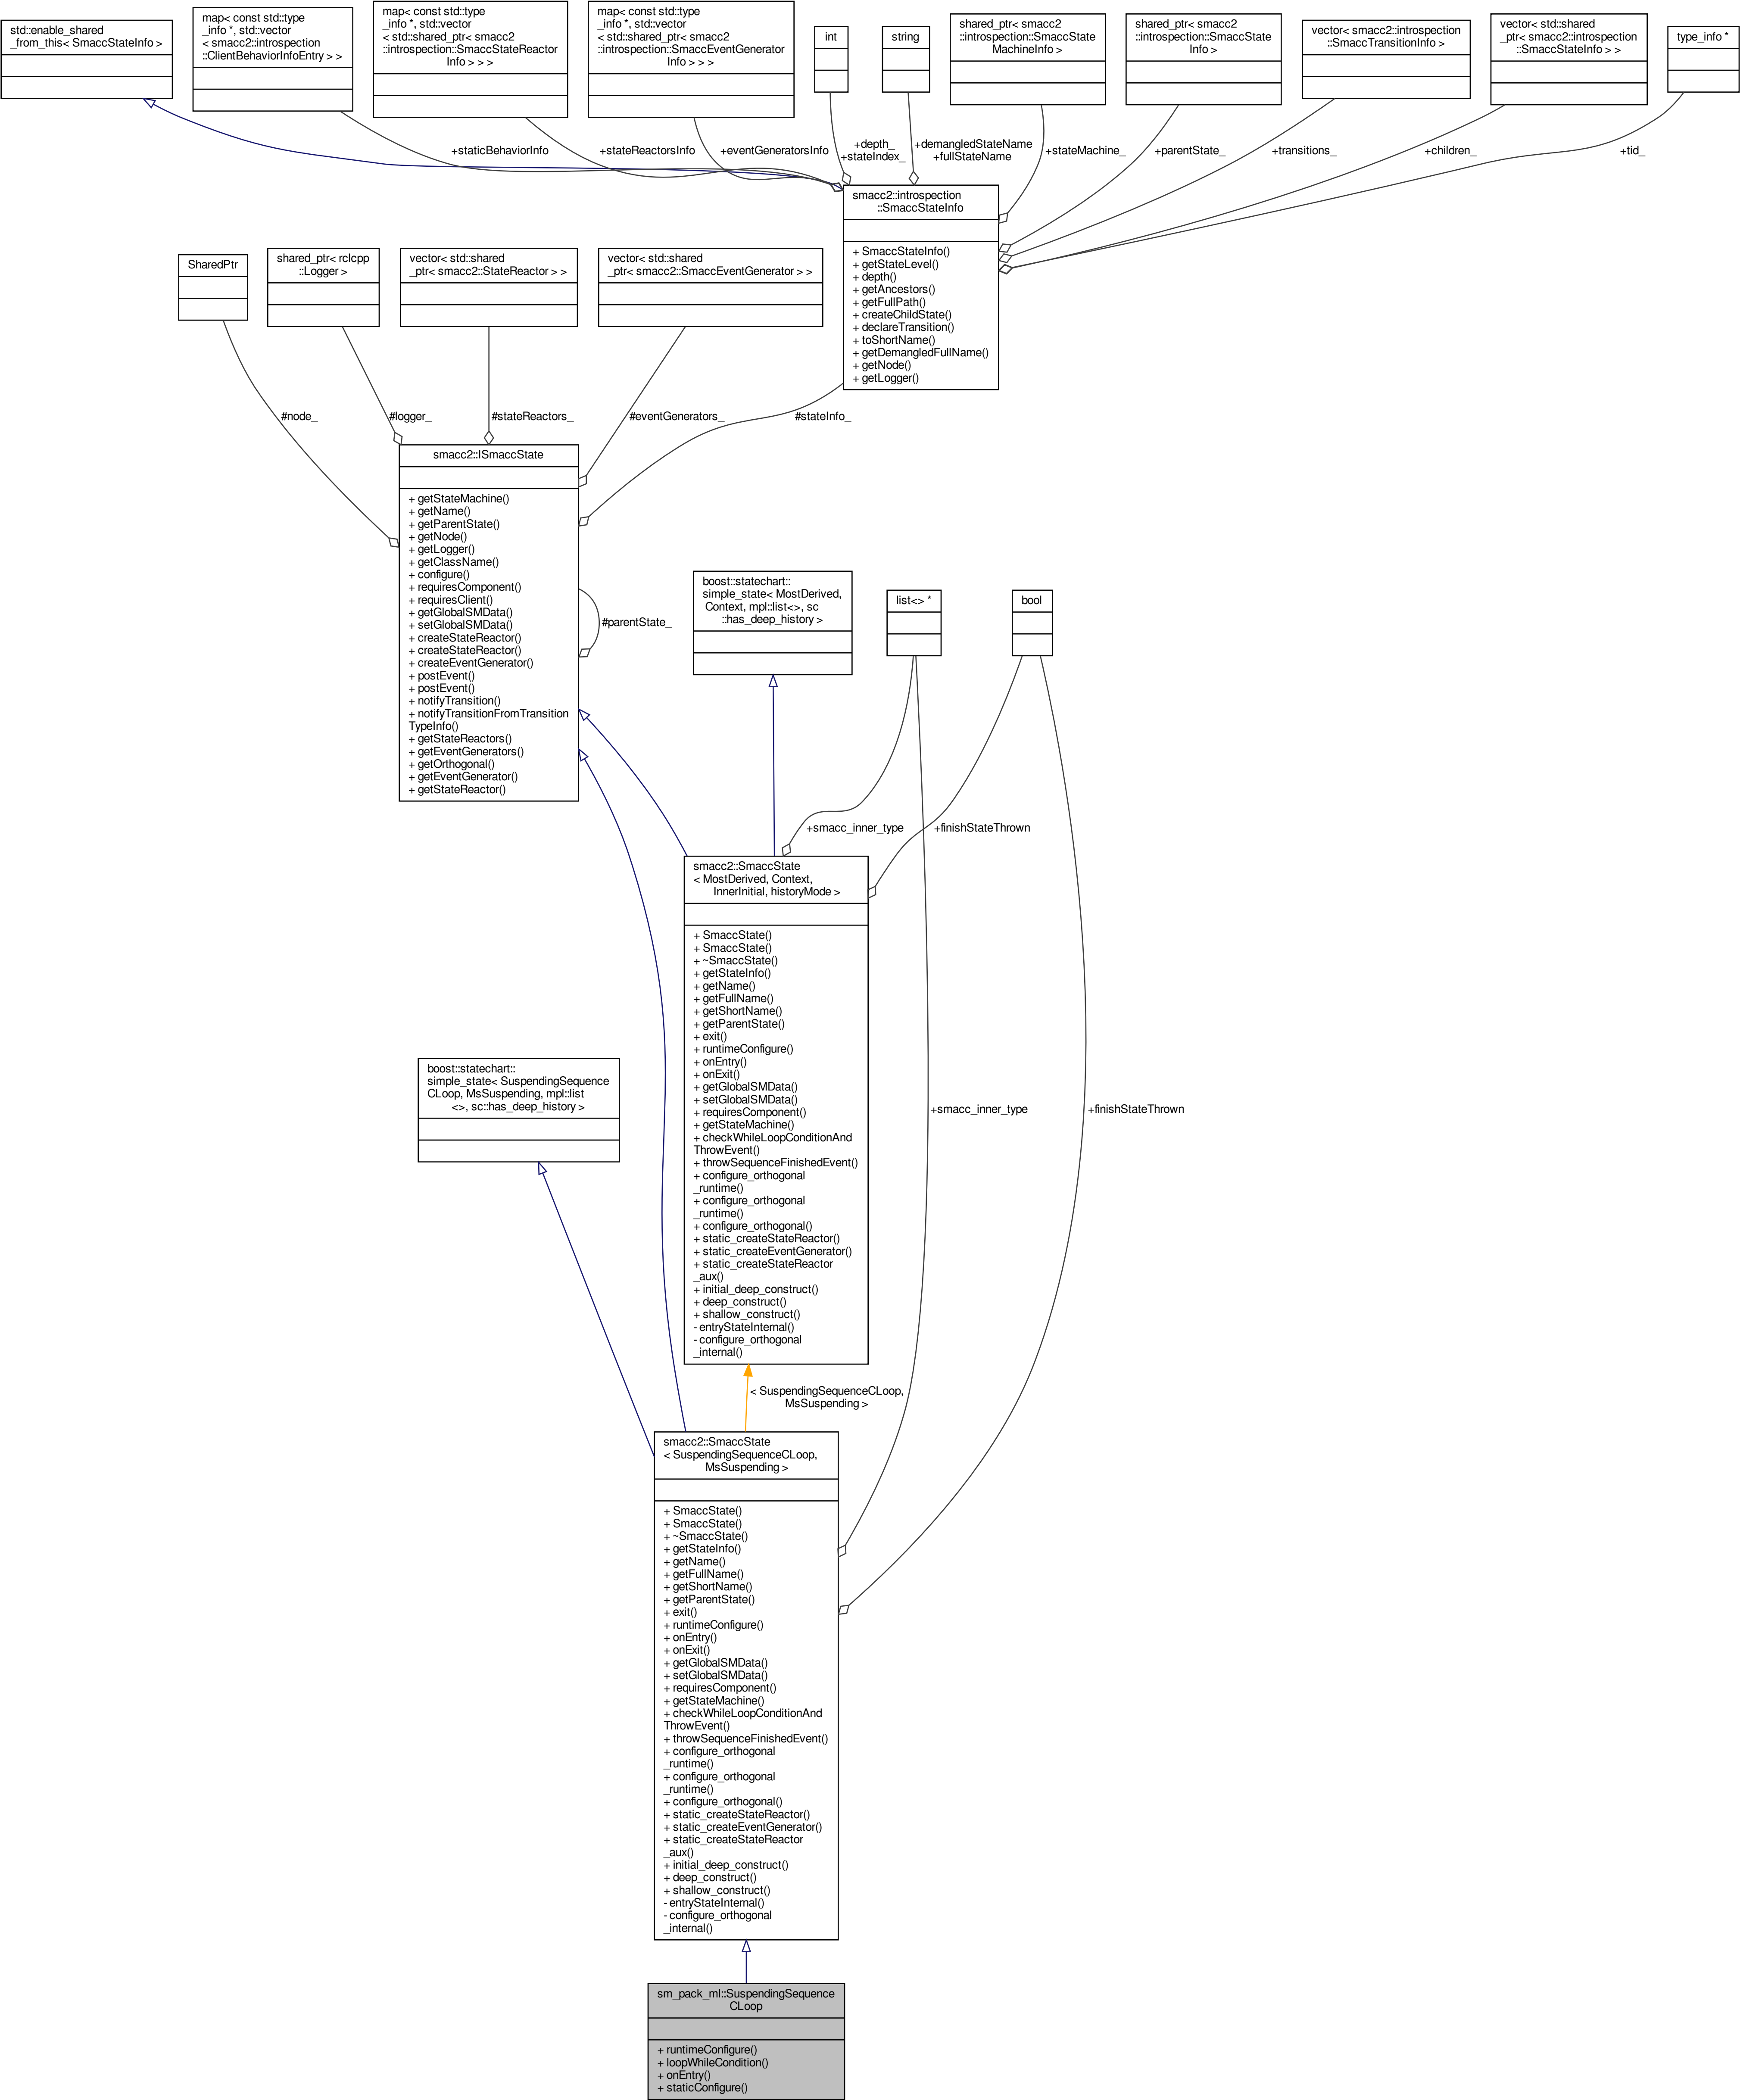 std::enable_shared
_from_this< SmaccStateInfo >
map< const std::type
_info *, std::vector
< smacc2::introspection
::ClientBehaviorInfoEntry > >
map< const std::type
_info *, std::vector
< std::shared_ptr< smacc2
::introspection::SmaccStateReactor
Info > > >
map< const std::type
_info *, std::vector
< std::shared_ptr< smacc2
::introspection::SmaccEventGenerator
Info > > >
int
string
shared_ptr< smacc2
::introspection::SmaccState
MachineInfo >
shared_ptr< smacc2
::introspection::SmaccState
Info >
vector< smacc2::introspection
::SmaccTransitionInfo >
vector< std::shared
_ptr< smacc2::introspection
::SmaccStateInfo > >
type_info *
+staticBehaviorInfo
+stateReactorsInfo
+eventGeneratorsInfo
+depth_
+stateIndex_
+demangledStateName
+fullStateName
+stateMachine_
+parentState_
+transitions_
+children_
+tid_
smacc2::introspection
::SmaccStateInfo
+ SmaccStateInfo()
+ getStateLevel()
+ depth()
+ getAncestors()
+ getFullPath()
+ createChildState()
+ declareTransition()
+ toShortName()
+ getDemangledFullName()
+ getNode()
+ getLogger()
SharedPtr
shared_ptr< rclcpp
::Logger >
vector< std::shared
_ptr< smacc2::StateReactor > >
vector< std::shared
_ptr< smacc2::SmaccEventGenerator > >
#node_
#logger_
#stateReactors_
#eventGenerators_
#stateInfo_
smacc2::ISmaccState
+ getStateMachine()
+ getName()
+ getParentState()
+ getNode()
+ getLogger()
+ getClassName()
+ configure()
+ requiresComponent()
+ requiresClient()
+ getGlobalSMData()
+ setGlobalSMData()
+ createStateReactor()
+ createStateReactor()
+ createEventGenerator()
+ postEvent()
+ postEvent()
+ notifyTransition()
+ notifyTransitionFromTransition
TypeInfo()
+ getStateReactors()
+ getEventGenerators()
+ getOrthogonal()
+ getEventGenerator()
+ getStateReactor()
#parentState_
boost::statechart::
simple_state< MostDerived,
Context, mpl::list<>, sc
::has_deep_history >
list<> *
bool
+smacc_inner_type
+finishStateThrown
smacc2::SmaccState
< MostDerived, Context,
InnerInitial, historyMode >
+ SmaccState()
+ SmaccState()
+ ~SmaccState()
+ getStateInfo()
+ getName()
+ getFullName()
+ getShortName()
+ getParentState()
+ exit()
+ runtimeConfigure()
+ onEntry()
+ onExit()
+ getGlobalSMData()
+ setGlobalSMData()
+ requiresComponent()
+ getStateMachine()
+ checkWhileLoopConditionAnd
ThrowEvent()
+ throwSequenceFinishedEvent()
+ configure_orthogonal
_runtime()
+ configure_orthogonal
_runtime()
+ configure_orthogonal()
+ static_createStateReactor()
+ static_createEventGenerator()
+ static_createStateReactor
_aux()
+ initial_deep_construct()
+ deep_construct()
+ shallow_construct()
- entryStateInternal()
- configure_orthogonal
_internal()
boost::statechart::
simple_state< SuspendingSequence
CLoop, MsSuspending, mpl::list
<>, sc::has_deep_history >
+smacc_inner_type
+finishStateThrown
< SuspendingSequenceCLoop,
MsSuspending >
smacc2::SmaccState
< SuspendingSequenceCLoop,
MsSuspending >
+ SmaccState()
+ SmaccState()
+ ~SmaccState()
+ getStateInfo()
+ getName()
+ getFullName()
+ getShortName()
+ getParentState()
+ exit()
+ runtimeConfigure()
+ onEntry()
+ onExit()
+ getGlobalSMData()
+ setGlobalSMData()
+ requiresComponent()
+ getStateMachine()
+ checkWhileLoopConditionAnd
ThrowEvent()
+ throwSequenceFinishedEvent()
+ configure_orthogonal
_runtime()
+ configure_orthogonal
_runtime()
+ configure_orthogonal()
+ static_createStateReactor()
+ static_createEventGenerator()
+ static_createStateReactor
_aux()
+ initial_deep_construct()
+ deep_construct()
+ shallow_construct()
- entryStateInternal()
- configure_orthogonal
_internal()
sm_pack_ml::SuspendingSequence
CLoop
+ runtimeConfigure()
+ loopWhileCondition()
+ onEntry()
+ staticConfigure()